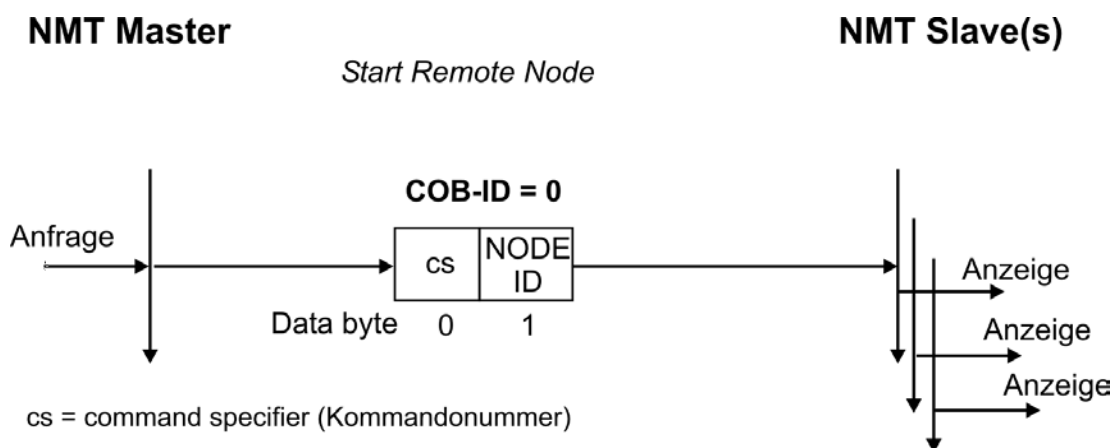 NMT Master
NMT Slave(s)
Start Remote Node
COB-ID = 0
Anfrage
cs
NODE
ID
Anzeige
Data byte
0
1
Anzeige
Anzeige
cs = command specifier (Kommandonummer)